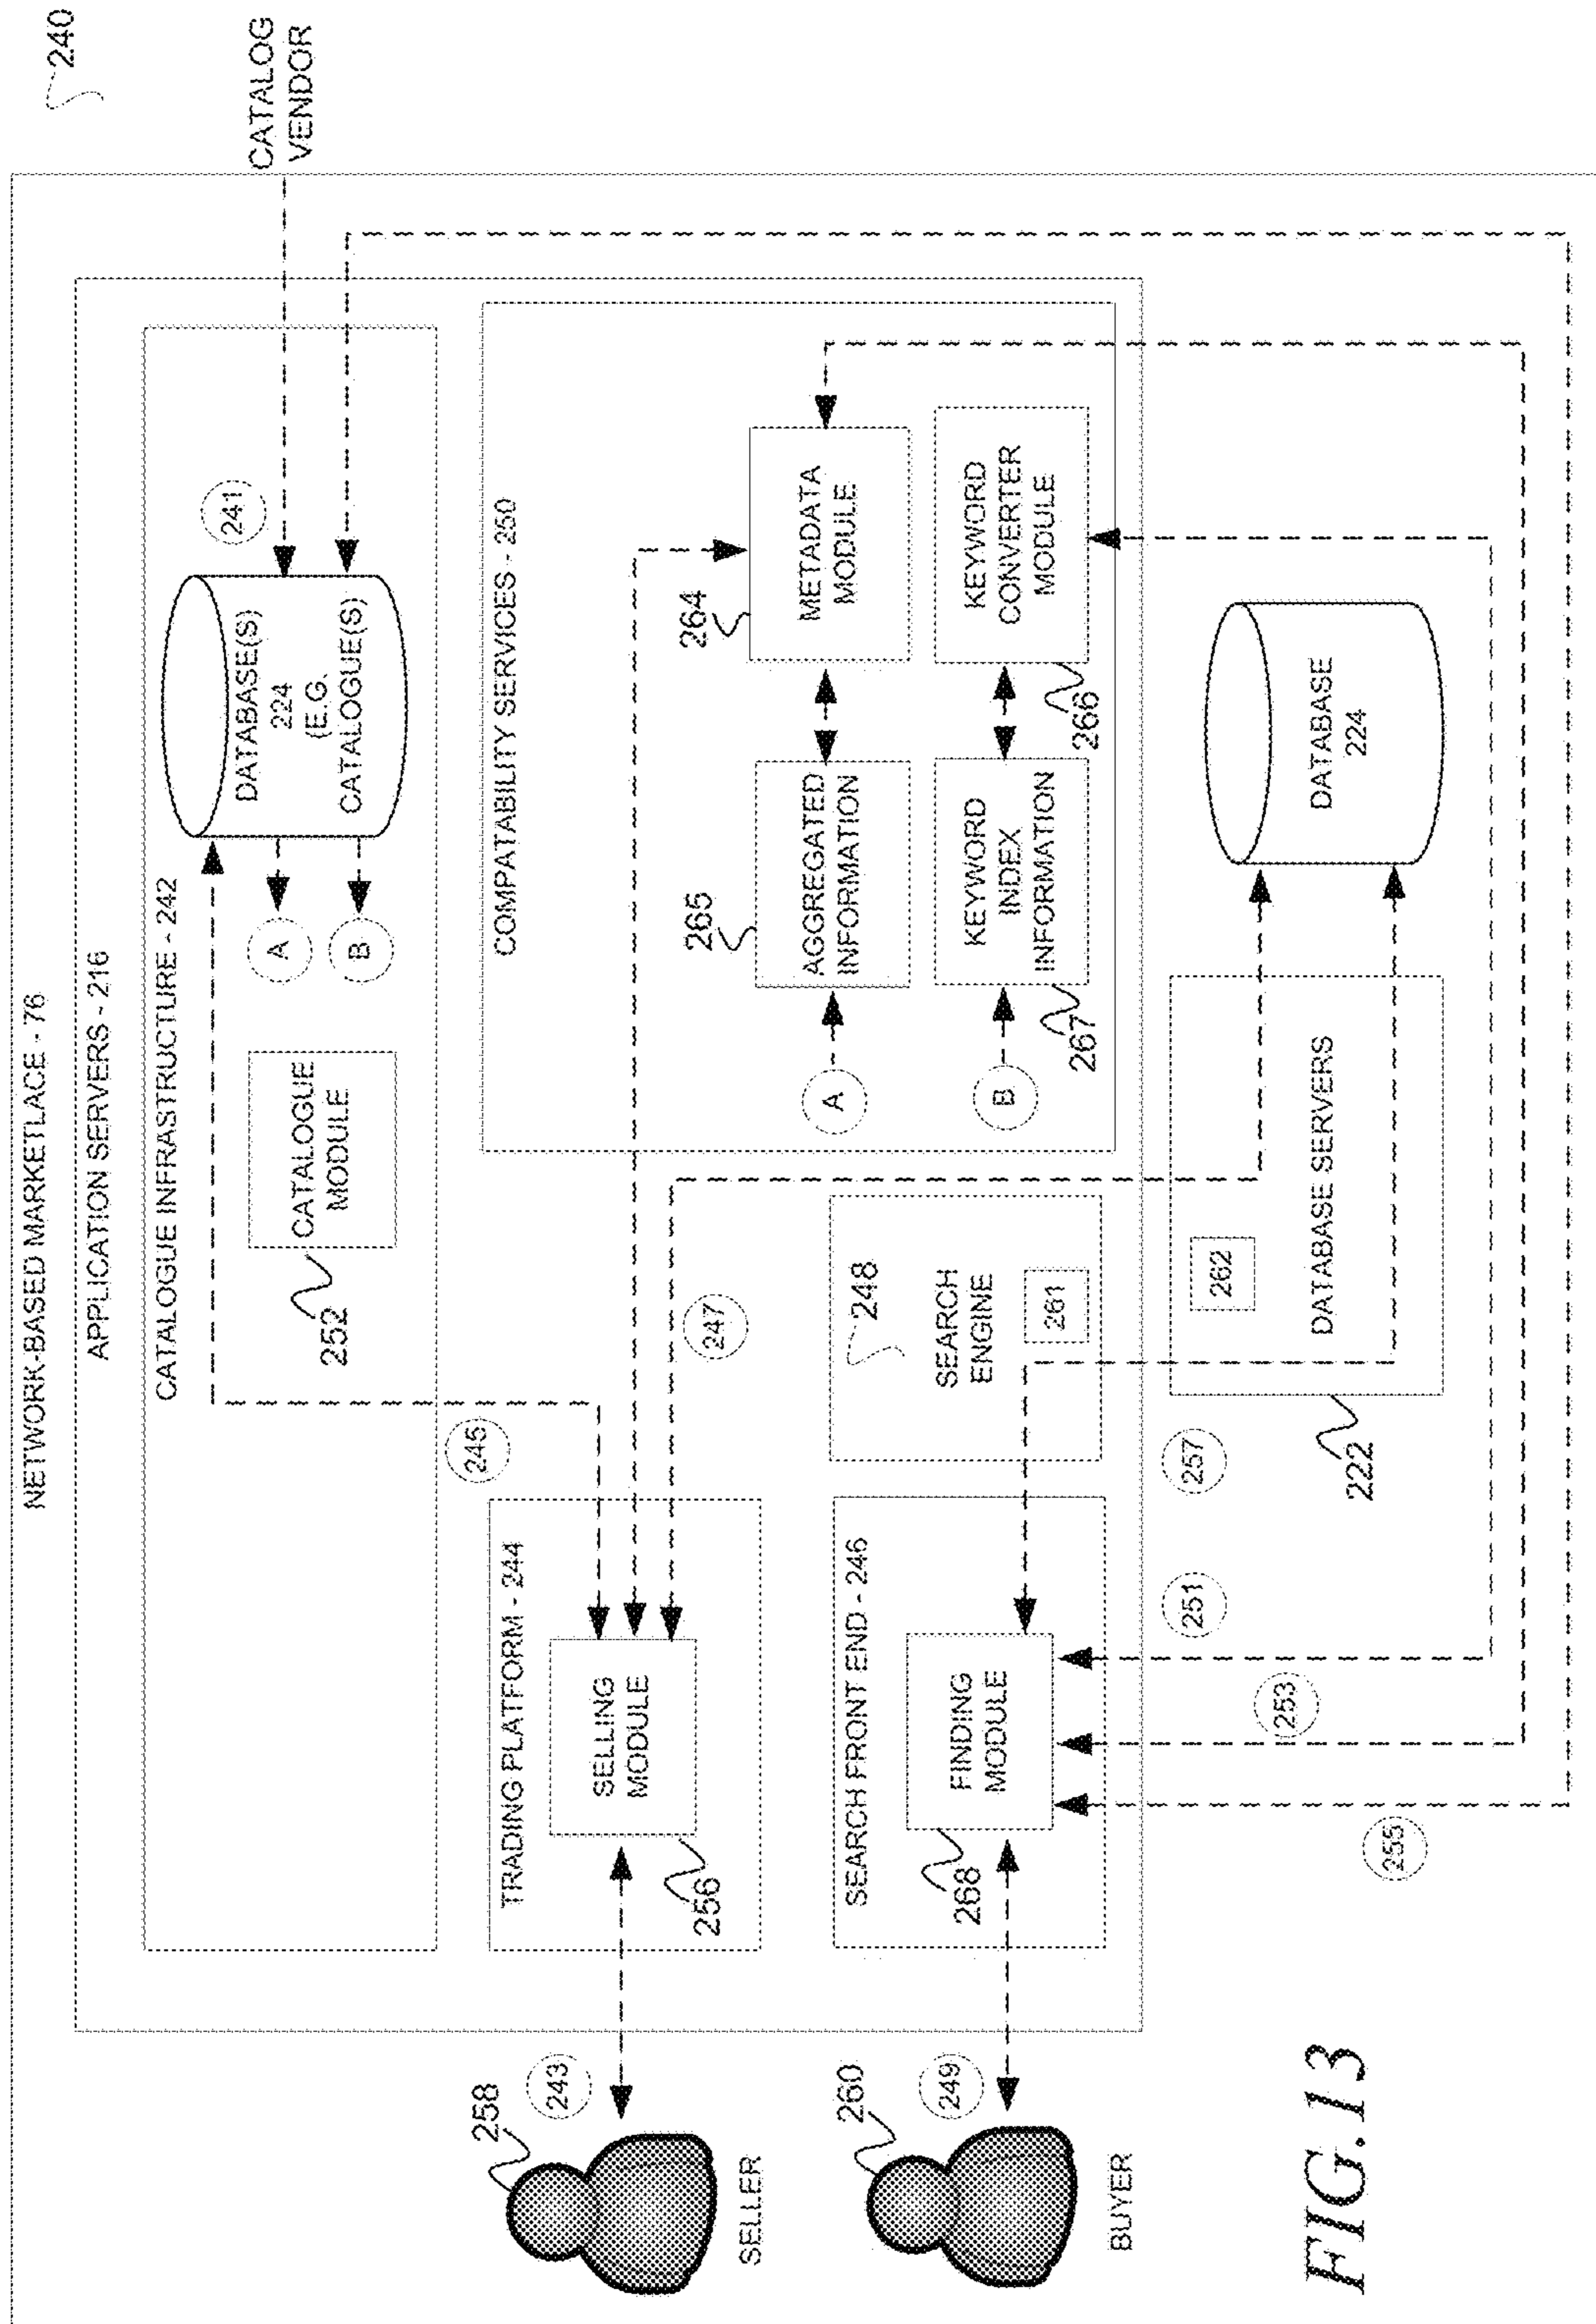 240
NETWORK-BASED MARKETLACE - 76
APPLICATION SERVERS - 216
CATALOGUE INFRASTRUCTURE - 242
CATALOG
VENDOR
241
DATABASE(S)
224
(E.G.
CATALOGUE(S)
A
B
CATALOGUE
MODULE
252
245
TRADING PLATFORM - 244
SELLING
MODULE
256
258
243
SELLER
247
COMPATABILITY SERVICES - 250
264
METADATA
MODULE
265
AGGREGATED
INFORMATION
A
KEYWORD
CONVERTER
MODULE
266
KEYWORD
INDEX
INFORMATION
267
B
248
SEARCH
ENGINE
261
SEARCH FRONT END - 246
FINDING
MODULE
268
260
249
BUYER
257
251
253
255
262
DATABASE SERVERS
222
DATABASE
224
FIG. 13